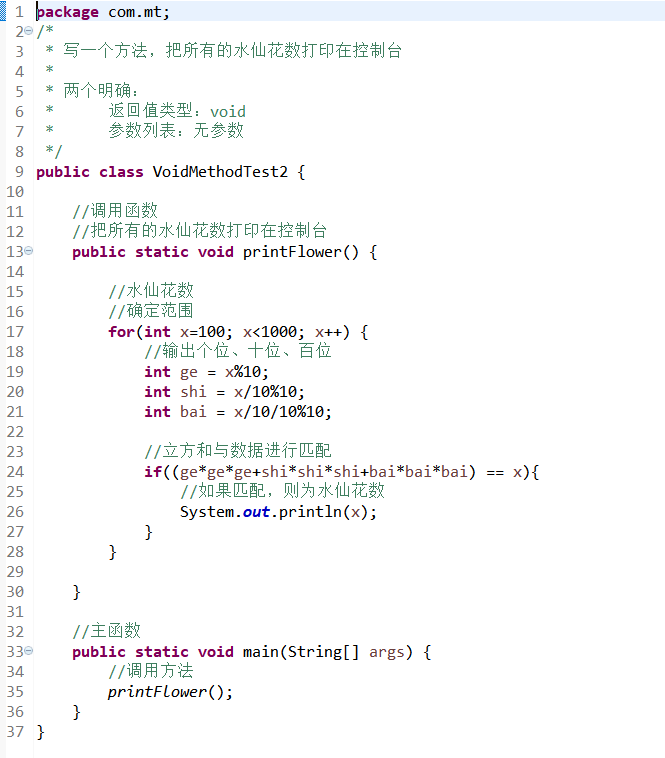 1 package com.mt;
2 /*
3  * 写一个方法，把所有的水仙花数打印在控制台
4  *
5  * 两个明确：
6  *      返回值类型：void
7  *      参数列表：无参数
8  */
9 public class VoidMethodTest2 {
10
11     //调用函数
12     //把所有的水仙花数打印在控制台
13     public static void printFlower() {
14
15         //水仙花数
16         //确定范围
17         for(int x=100; x<1000; x++) {
18             //输出个位、十位、百位
19             int ge = x%10;
20             int shi = x/10%10;
21             int bai = x/10/10%10;
22
23             //立方和与数据进行匹配
24             if((ge*ge*ge+shi*shi*shi+bai*bai*bai) == x){
25                 //如果匹配，则为水仙花数
26                 System.out.println(x);
27             }
28         }
29
30     }
31
32     //主函数
33     public static void main(String[] args) {
34         //调用方法
35         printFlower();
36     }
37 }